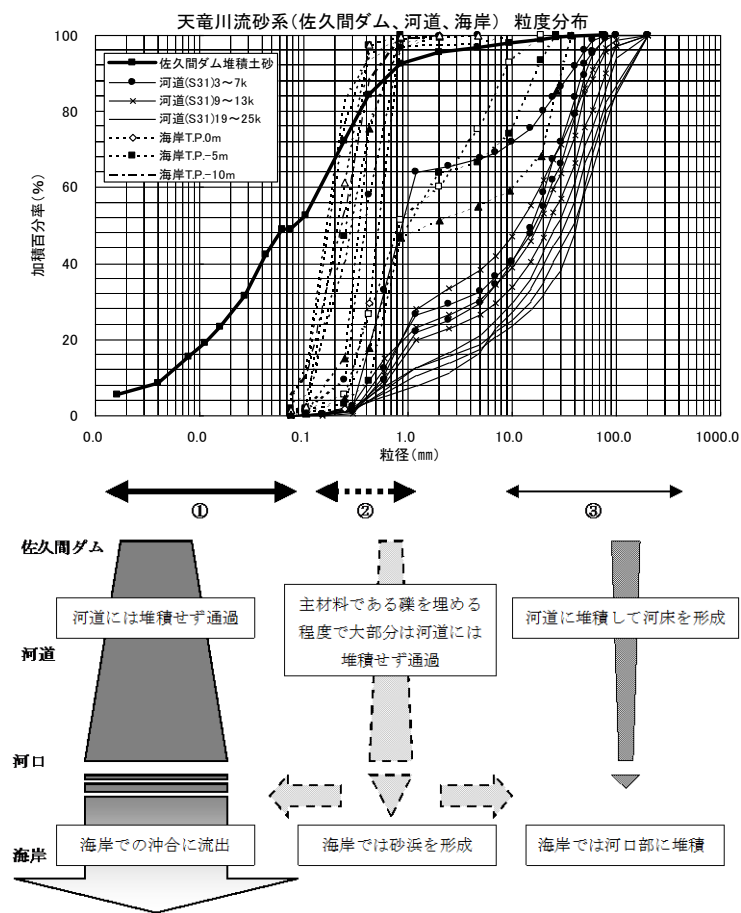 天竜川流砂系(佐久間ダム、河道、海岸) 粒度分布
100
80
60
40
20
0
加積百分率(%)
佐久間ダム堆積土砂
河道(S31)3～7k
河道(S31)9～13k
河道(S31)19～25k
海岸T.P.0m
海岸T.P.-5m
海岸T.P.-10m
0.0 0.0 0.1 1.0 10.0 100.0 1000.0
粒径(㎜)
① ② ③
佐久間ダム
河道には堆積せず通過
主材料である礫を埋める
程度で大部分は河道には
堆積せず通過
河道に堆積して河床を形成
河道
河口
海岸
海岸での沖合に流出
海岸では砂浜を形成
海岸では河口部に堆積